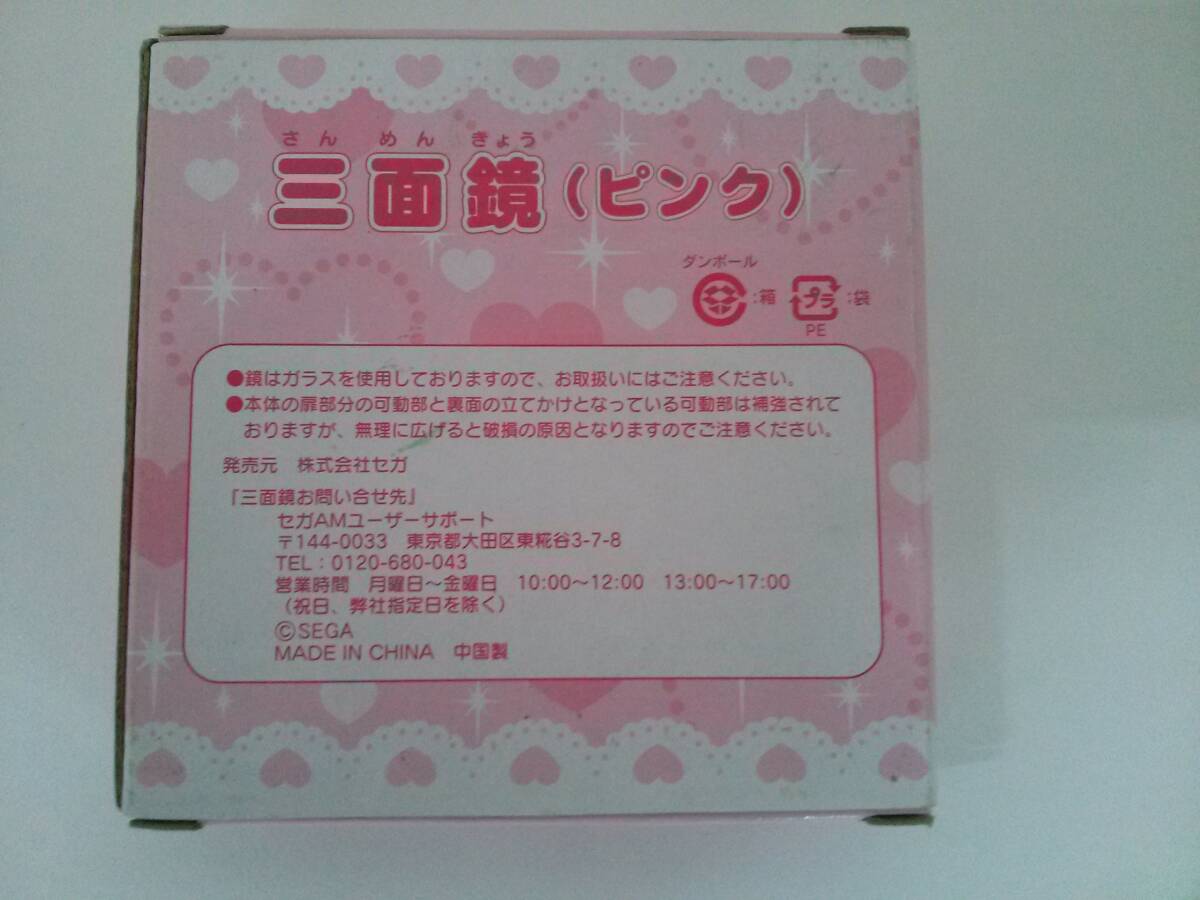 さん めん きょう
三面鏡(ピンク)
ダンボール
:箱 プラ :袋
PE
●鏡はガラスを使用しておりますので、お取扱いにはご注意ください。
●本体の扉部分の可動部と裏面の立てかけとなっている可動部は補強されて
おりますが、無理に広げると破損の原因となりますのでご注意ください。
発売元 株式会社セガ
「三面鏡お問い合せ先」
セガAMユーザーサポート
〒144-0033 東京都大田区東糀谷3-7-8
TEL:0120-680-043
営業時間 月曜日〜金曜日 10:00〜12:00 13:00〜17:00
(祝日、弊社指定日を除く)
©SEGA
MADE IN CHINA 中国製